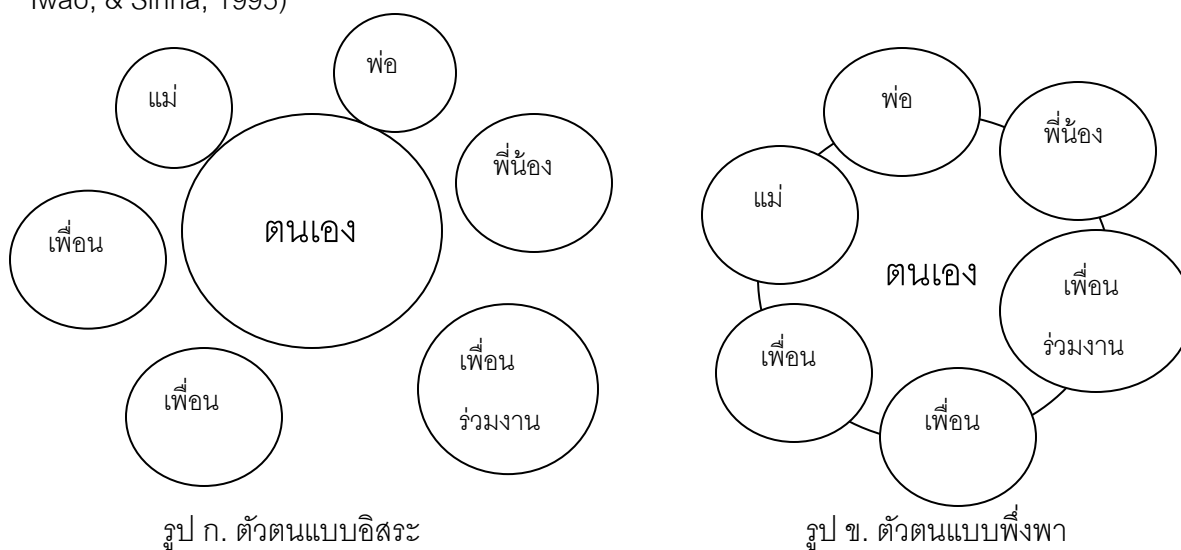 Iwao, & Sinha, 1995)
พ่อ
แม่
พี่น้อง
ตนเอง
เพื่อน
เพื่อน
เพื่อน
ร่วมงาน
รูป ก. ตัวตนแบบอิสระ
พ่อ
พี่น้อง
แม่
ตนเอง
เพื่อน
ร่วมงาน
เพื่อน
เพื่อน
รูป ข. ตัวตนแบบพึ่งพา